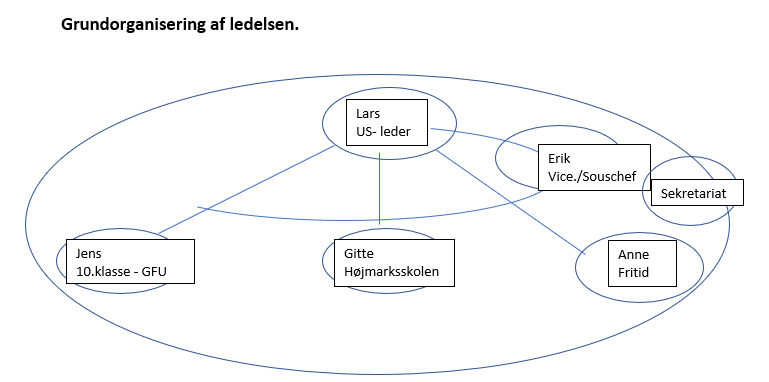 Grundorganisering af ledelsen.
Lars
US- leder
Erik
Vice./Souschef
Sekretariat
Jens
10.klasse - GFU
Gitte
Højmarksskolen
Anne
Fritid